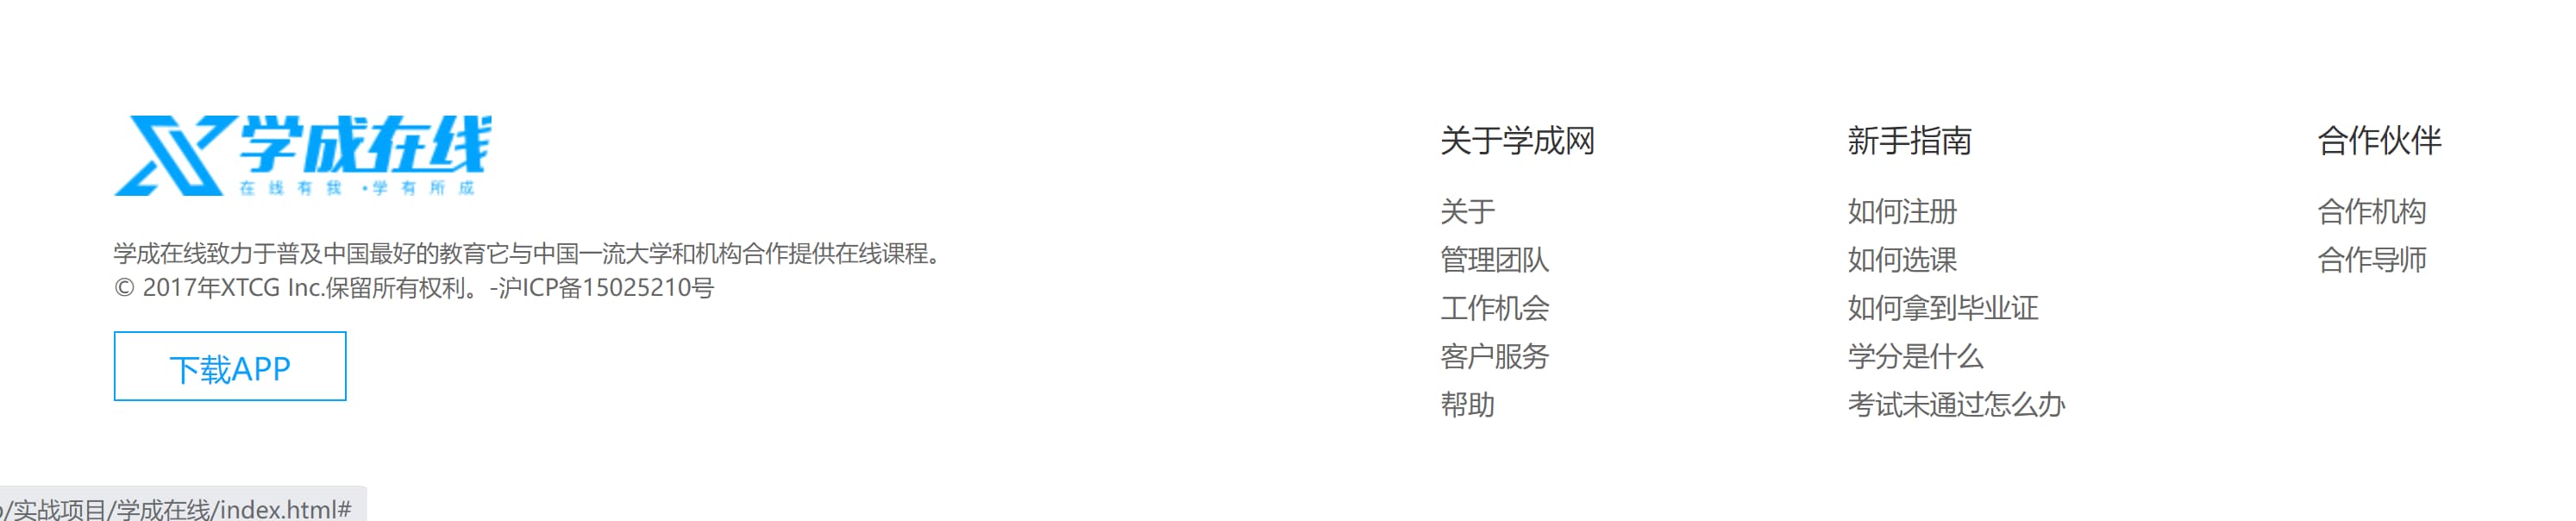 学成在线
在线有我·学有所成
学成在线致力于普及中国最好的教育它与中国一流大学和机构合作提供在线课程。
© 2017年XTCG Inc.保留所有权利。-沪ICP备15025210号
下载APP
关于学成网
关于
管理团队
工作机会
客户服务
帮助
新手指南
如何注册
如何选课
如何拿到毕业证
学分是什么
考试未通过怎么办
合作伙伴
合作机构
合作导师
/实战项目/学成在线/index.html#